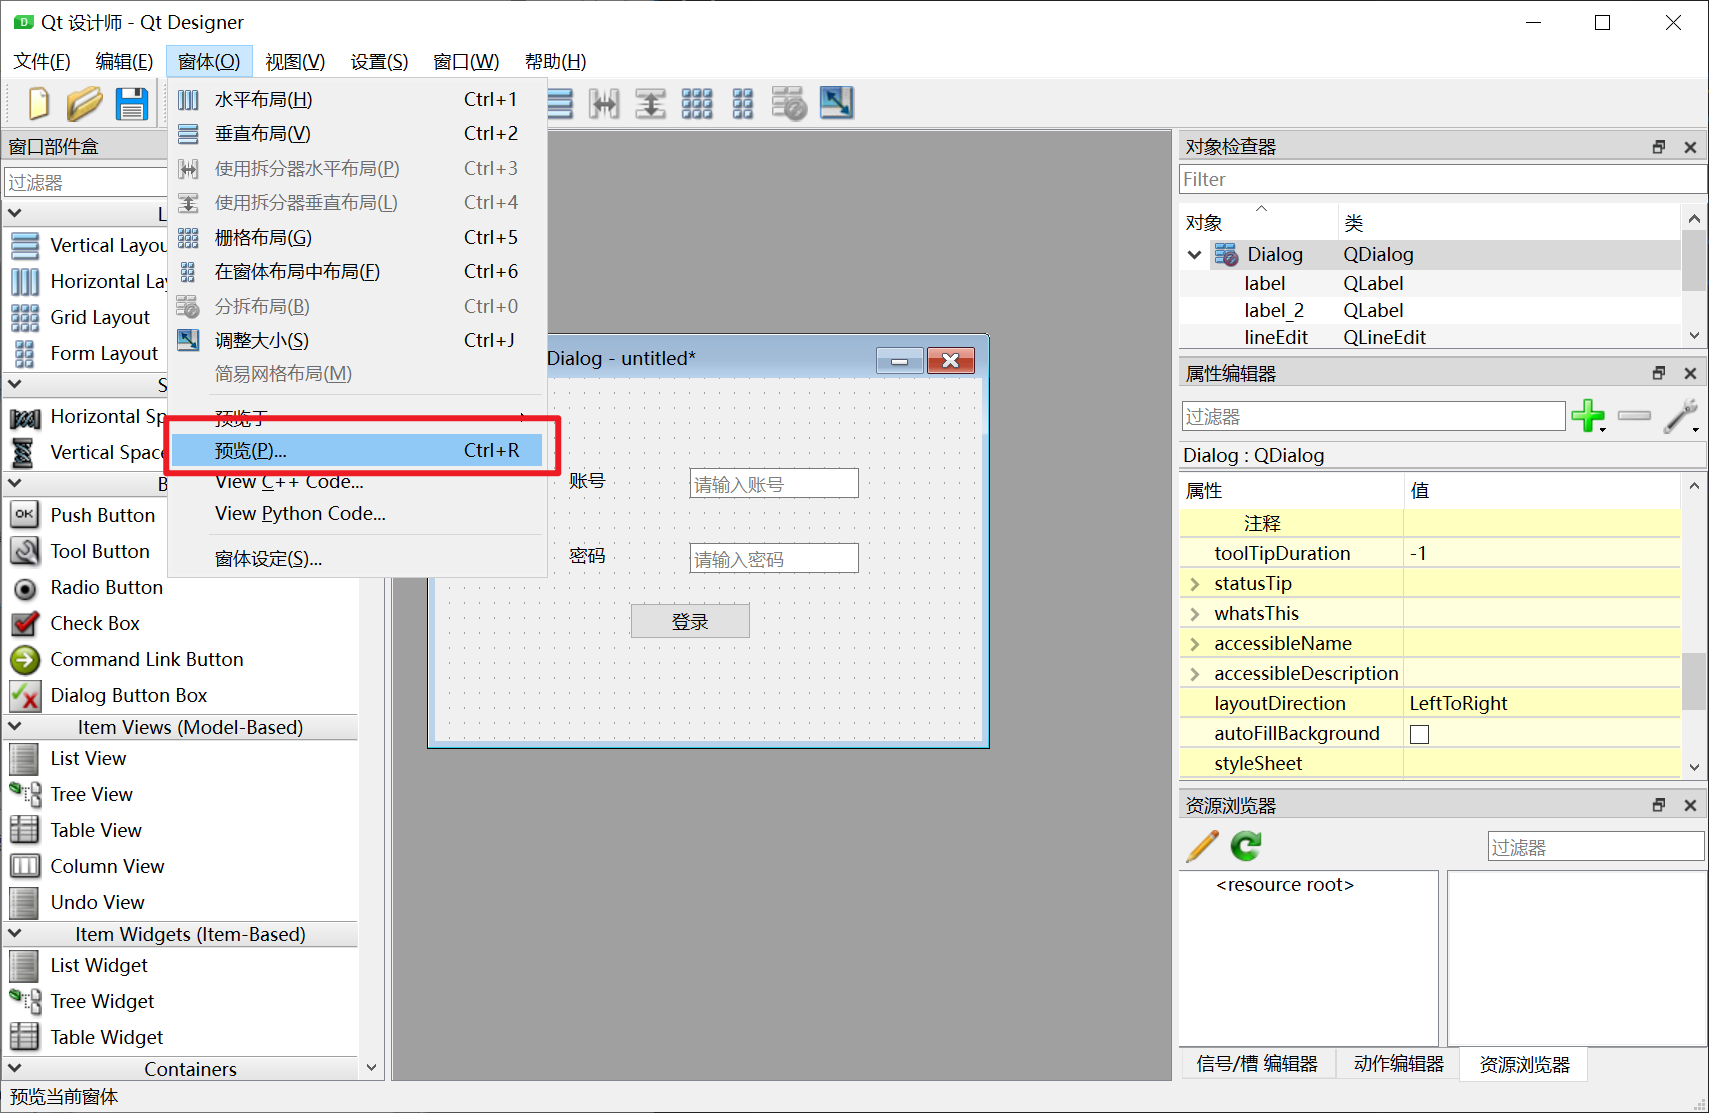 Qt 设计师 - Qt Designer
文件(F) 编辑(E) 窗体(O) 视图(V) 设置(S) 窗口(W) 帮助(H)
窗口部件盒
过滤器
L
Vertical Layou
Horizontal Lay
Grid Layout
Form Layout
S
Horizontal Sp
Vertical Space
B
OK Push Button
Tool Button
Radio Button
Check Box
Command Link Button
Dialog Button Box
Item Views (Model-Based)
List View
Tree View
Table View
Column View
Undo View
Item Widgets (Item-Based)
List Widget
Tree Widget
Table Widget
Containers
预览当前窗体
水平布局(H) Ctrl+1
垂直布局(V) Ctrl+2
使用拆分器水平布局(P) Ctrl+3
使用拆分器垂直布局(L) Ctrl+4
栅格布局(G) Ctrl+5
在窗体布局中布局(F) Ctrl+6
分拆布局(B) Ctrl+0
调整大小(S) Ctrl+J
简易网格布局(M)
预览于
预览(P)... Ctrl+R
View C++ Code...
View Python Code...
窗体设定(S)...
Dialog - untitled*
账号 请输入账号
密码 请输入密码
登录
对象检查器
Filter
对象 类
Dialog QDialog
label QLabel
label_2 QLabel
lineEdit QLineEdit
属性编辑器
过滤器
Dialog : QDialog
属性 值
注释
toolTipDuration -1
statusTip
whatsThis
accessibleName
accessibleDescription
layoutDirection LeftToRight
autoFillBackground
styleSheet
资源浏览器
过滤器
<resource root>
信号/槽 编辑器 动作编辑器 资源浏览器